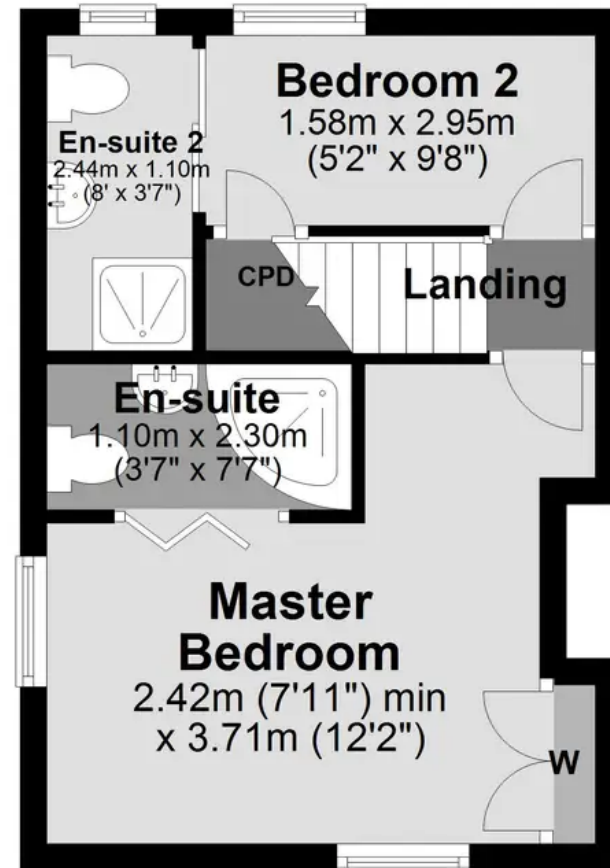 Bedroom 2
1.58m x 2.95m
(5'2" x 9'8")
En-suite 2
2.44m x 1.10m
(8' x 3'7")
CPD
Landing
En-suite
1.10m x 2.30m
(3'7" x 7'7")
Master
Bedroom
2.42m (7'11") min
x 3.71m (12'2")
W